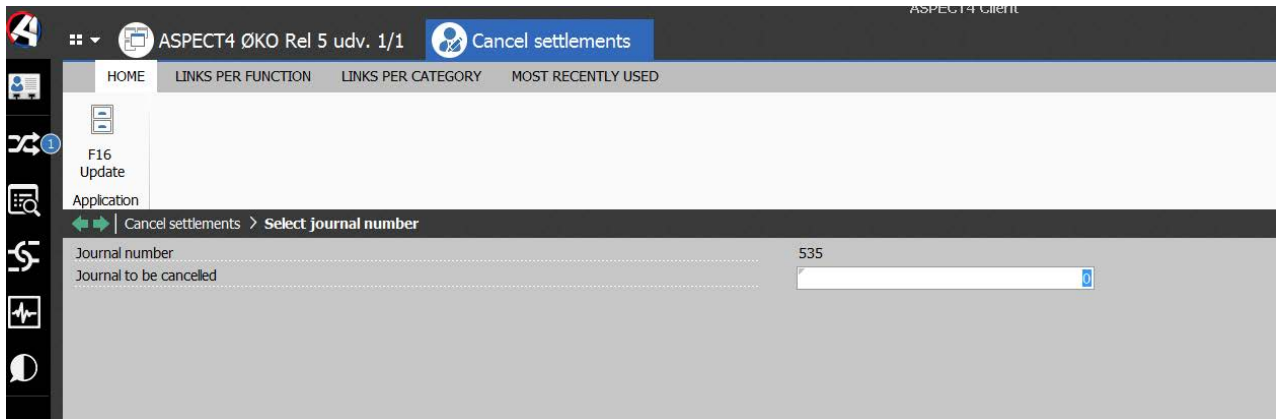 ASPECT4 Client
ASPECT4 ØKO Rel 5 udv. 1/1 Cancel settlements
HOME LINKS PER FUNCTION LINKS PER CATEGORY MOST RECENTLY USED
1
F16
Update
Application
Cancel settlements > Select journal number
Journal number 535
Journal to be cancelled 0